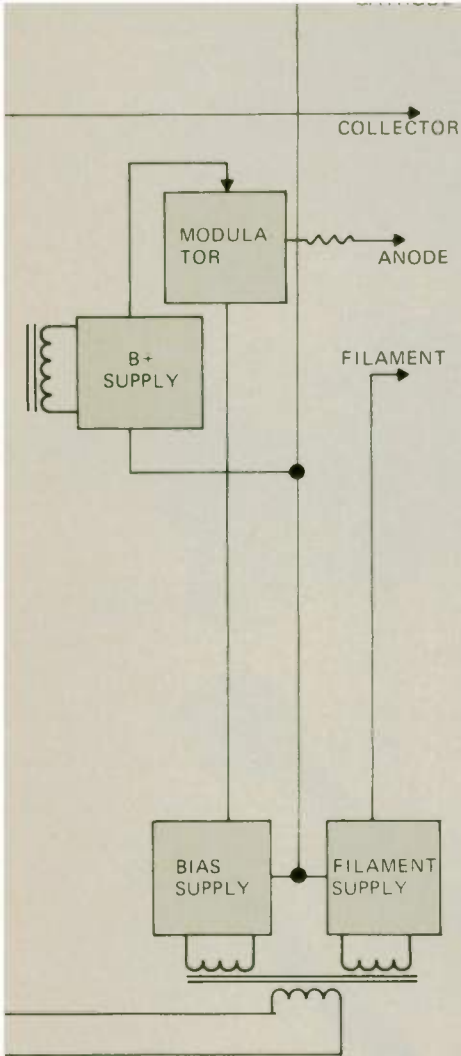 COLLECTOR
MODULA
TOR
ANODE
B+
SUPPLY
FILAMENT
BIAS
SUPPLY
FILAMENT
SUPPLY